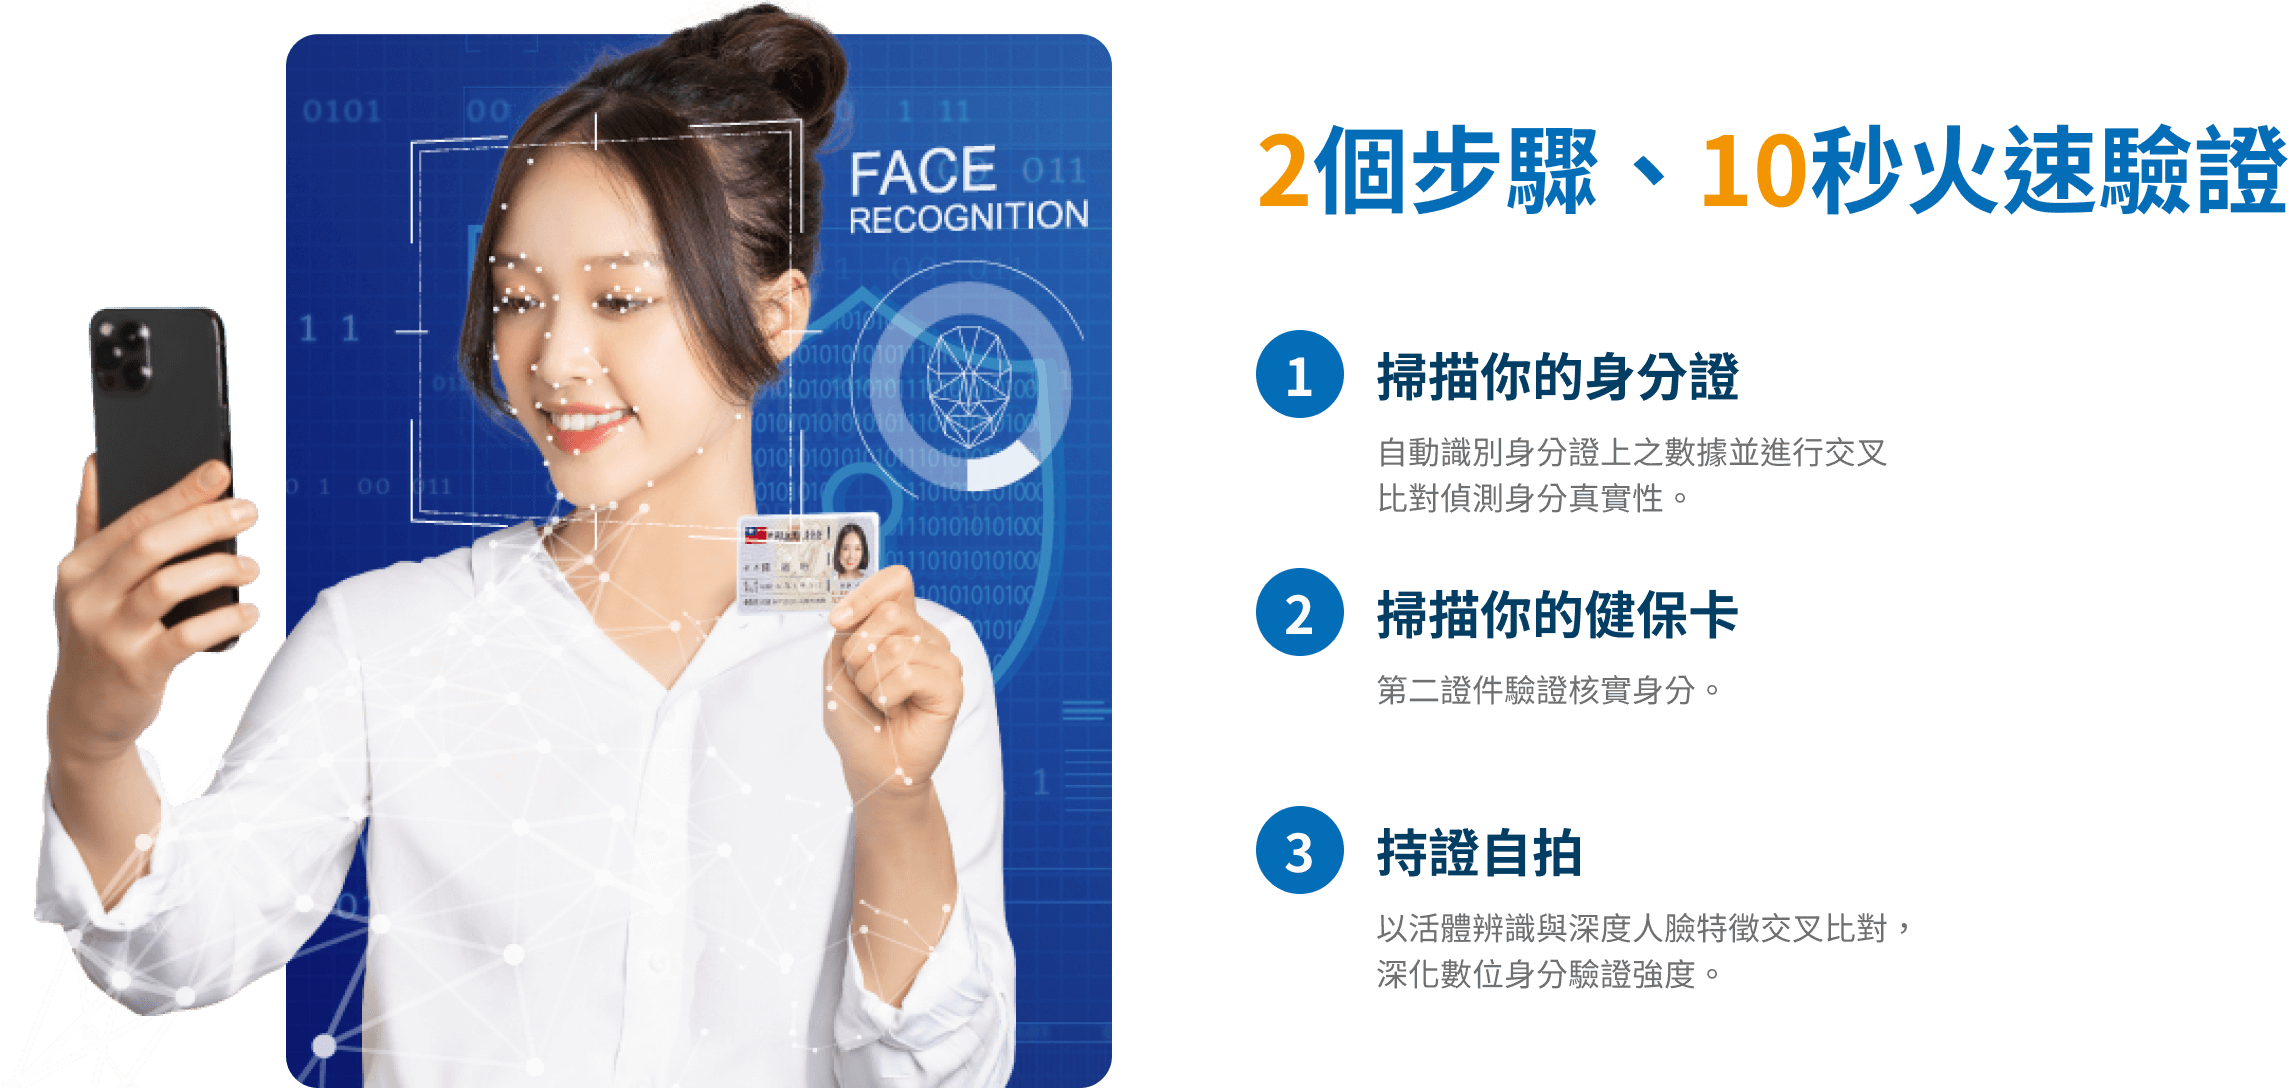 2個步驟、10秒火速驗證
FACE
RECOGNITION
1 掃描你的身分證
自動識別身分證上之數據並進行交叉
比對偵測身分真實性。
2 掃描你的健保卡
第二證件驗證核實身分。
3 持證自拍
以活體辨識與深度人臉特徵交叉比對，
深化數位身分驗證強度。